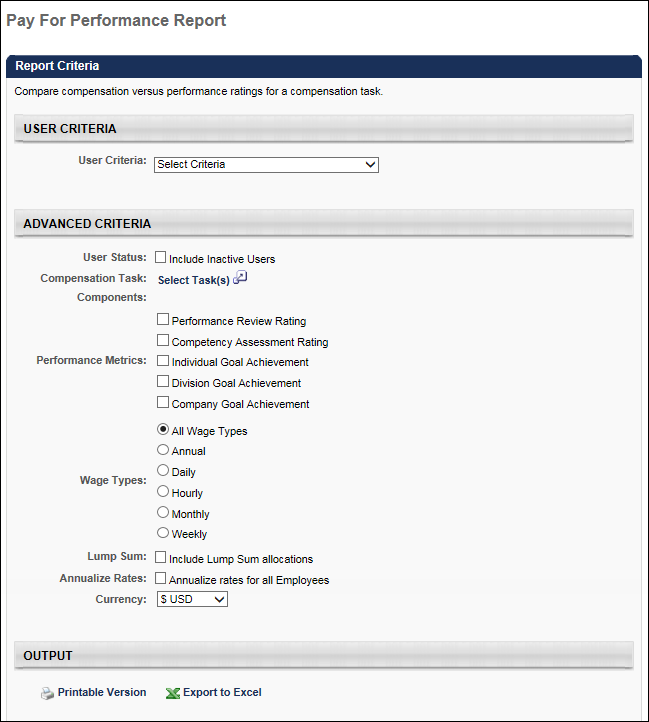 Pay For Performance Report
Report Criteria
Compare compensation versus performance ratings for a compensation task.
USER CRITERIA
User Criteria: Select Criteria
ADVANCED CRITERIA
User Status: Include Inactive Users
Compensation Task: Select Task(s)
Components:
Performance Metrics:
Performance Review Rating
Competency Assessment Rating
Individual Goal Achievement
Division Goal Achievement
Company Goal Achievement
Wage Types:
All Wage Types
Annual
Daily
Hourly
Monthly
Weekly
Lump Sum: Include Lump Sum allocations
Annualize Rates: Annualize rates for all Employees
Currency: $ USD
OUTPUT
Printable Version Export to Excel